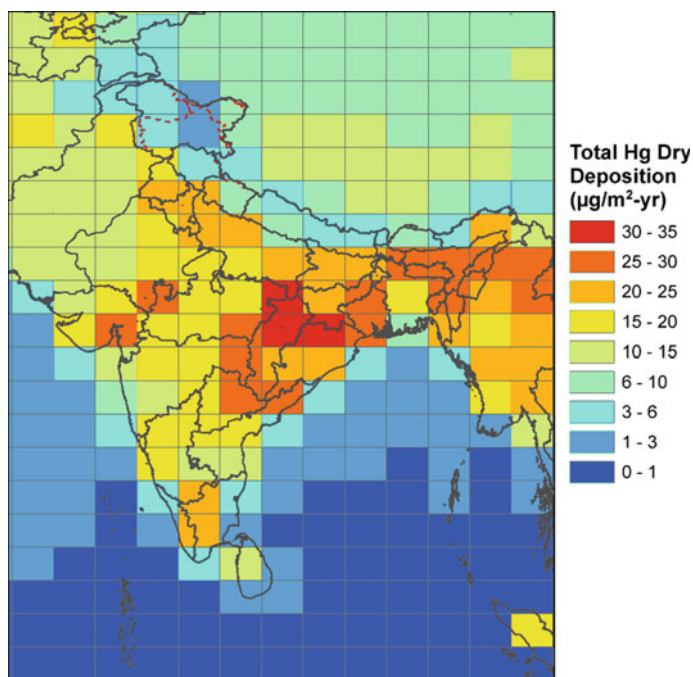 Total Hg Dry
Deposition
(µg/m²-yr)
30 - 35
25 - 30
20 - 25
15 - 20
10 - 15
6 - 10
3 - 6
1 - 3
0 - 1